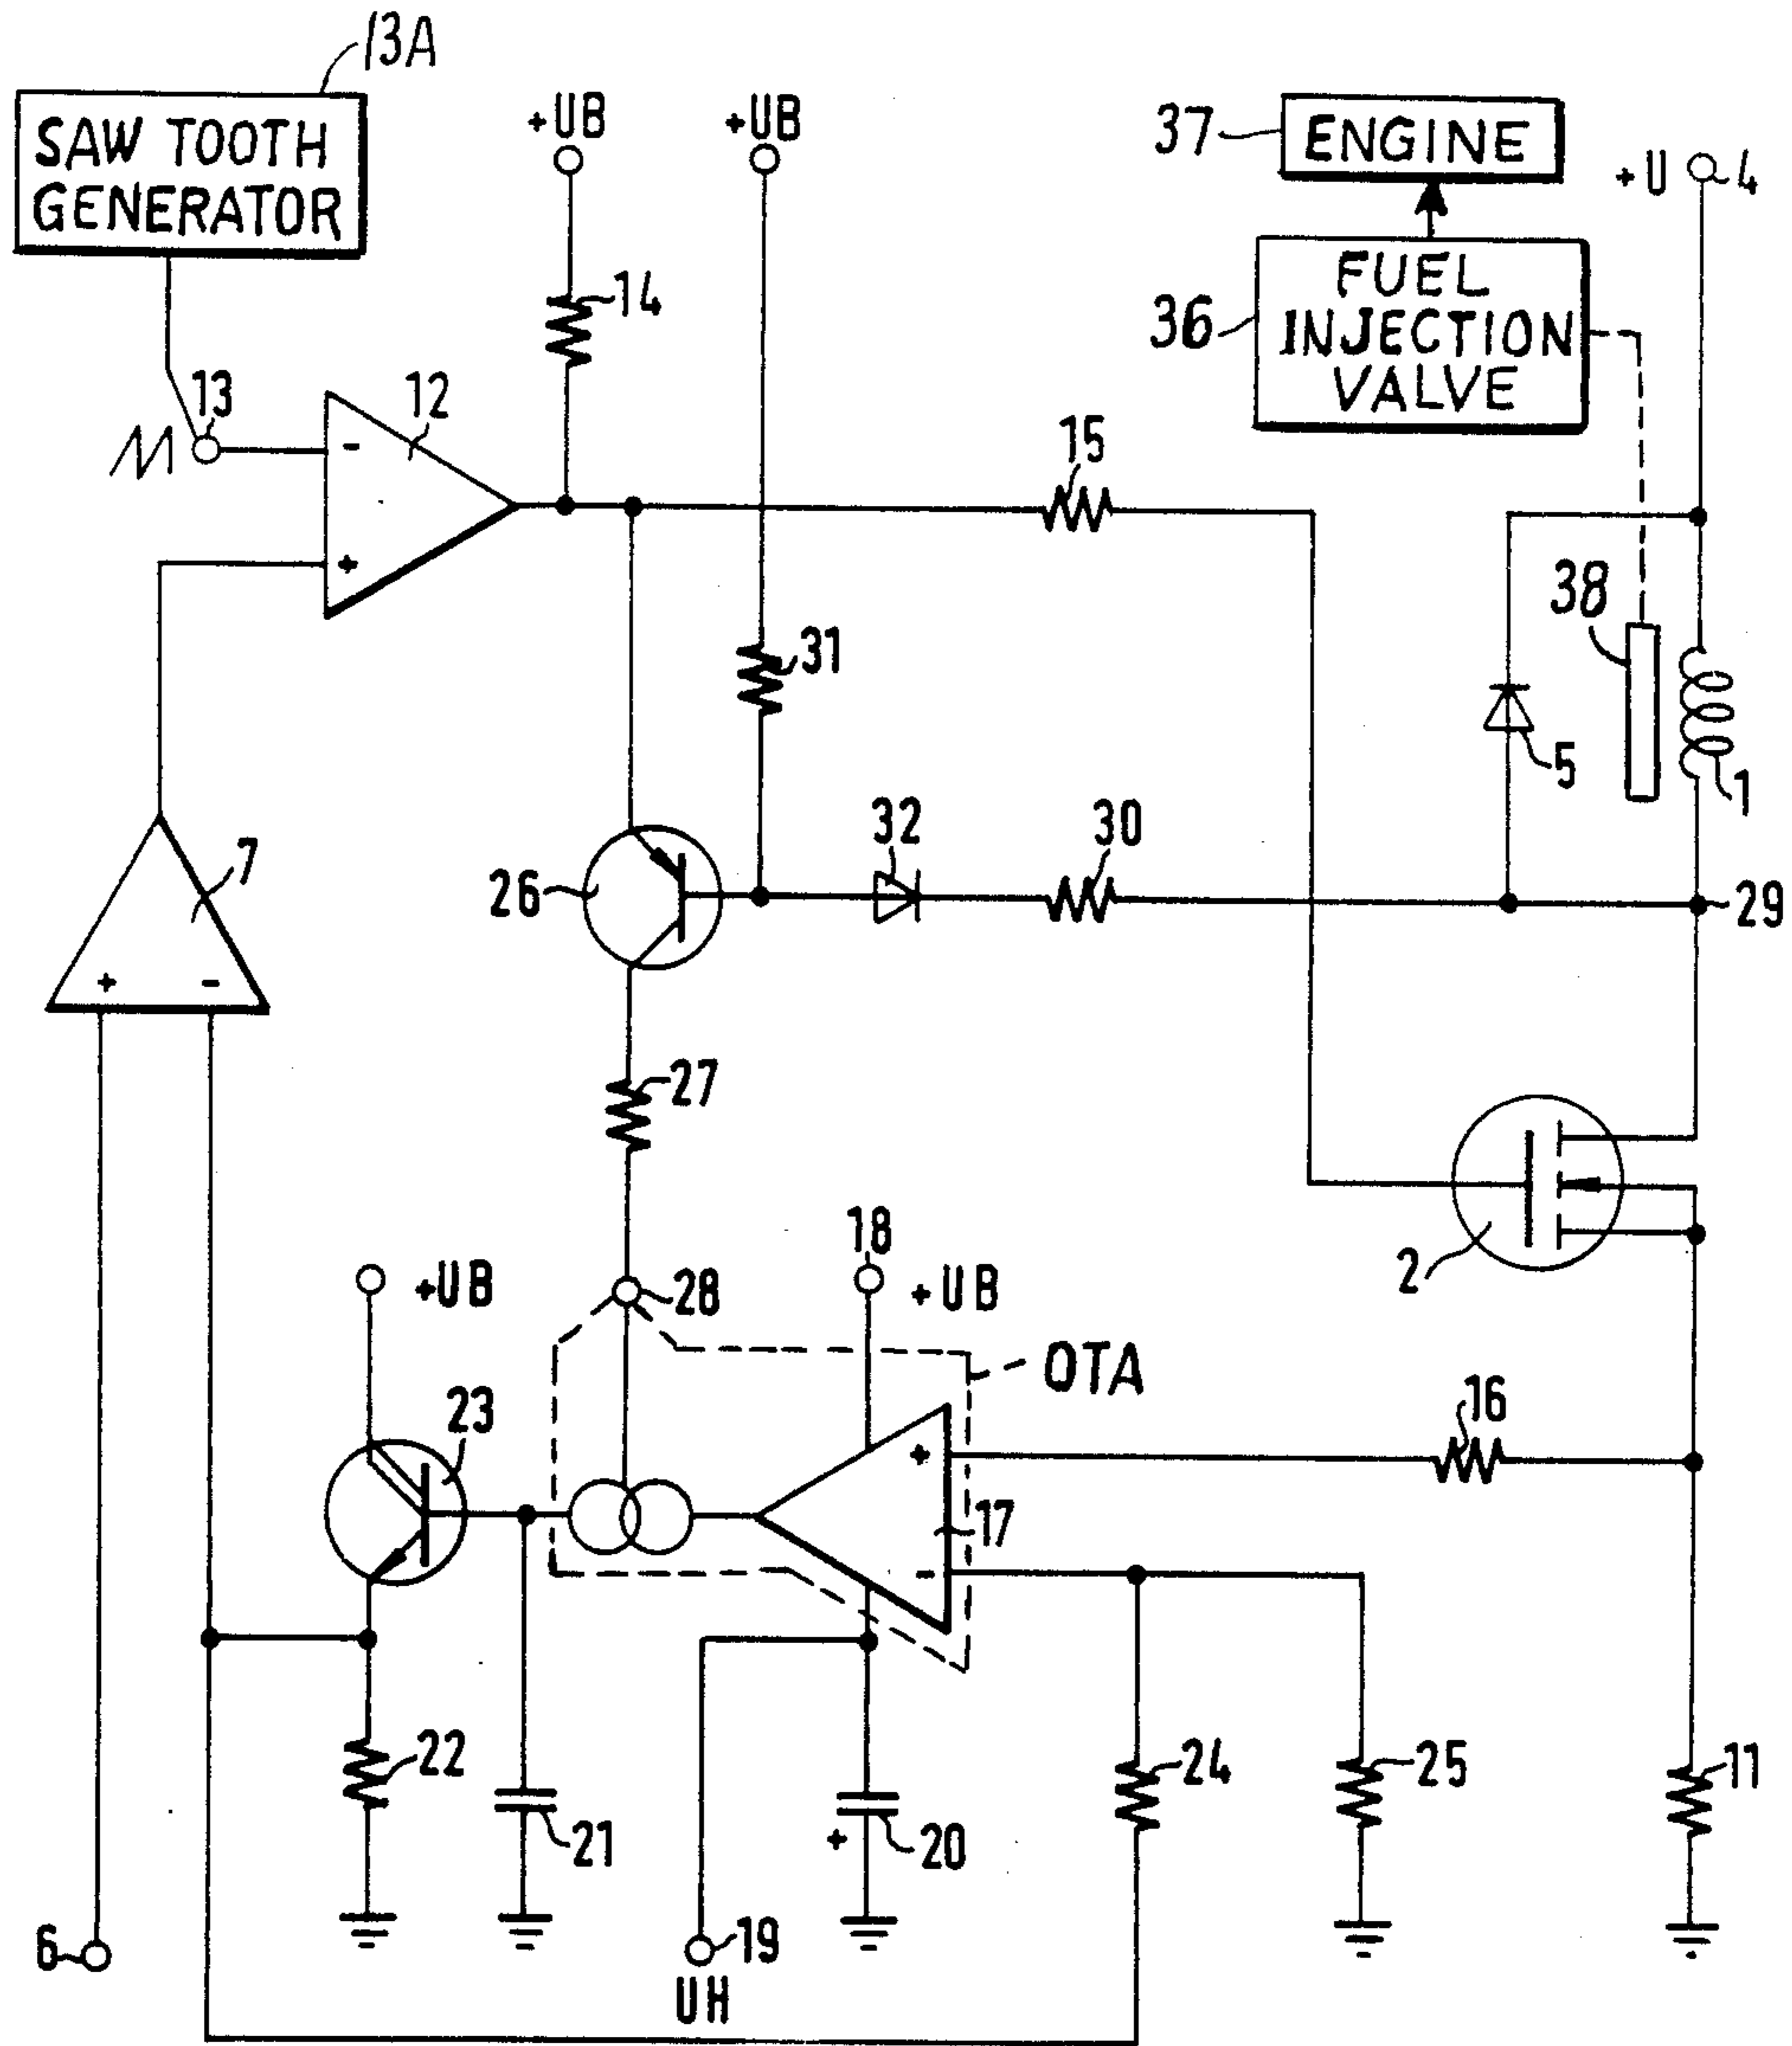 13A
SAW TOOTH
GENERATOR
+UB
+UB
37
ENGINE
+U
4
14
36
FUEL
INJECTION
VALVE
13
12
-
+
15
38
31
5
1
7
26
32
30
29
+
-
27
2
28
18
+UB
+UB
OTA
23
16
+
17
-
22
21
+
20
24
25
11
6
19
UH